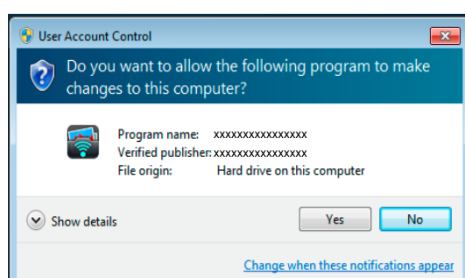 User Account Control
Do you want to allow the following program to make
changes to this computer?
Program name: xxxxxxxxxxxxxxxx
Verified publisher: xxxxxxxxxxxxxxxx
File origin: Hard drive on this computer
Show details Yes No
Change when these notifications appear